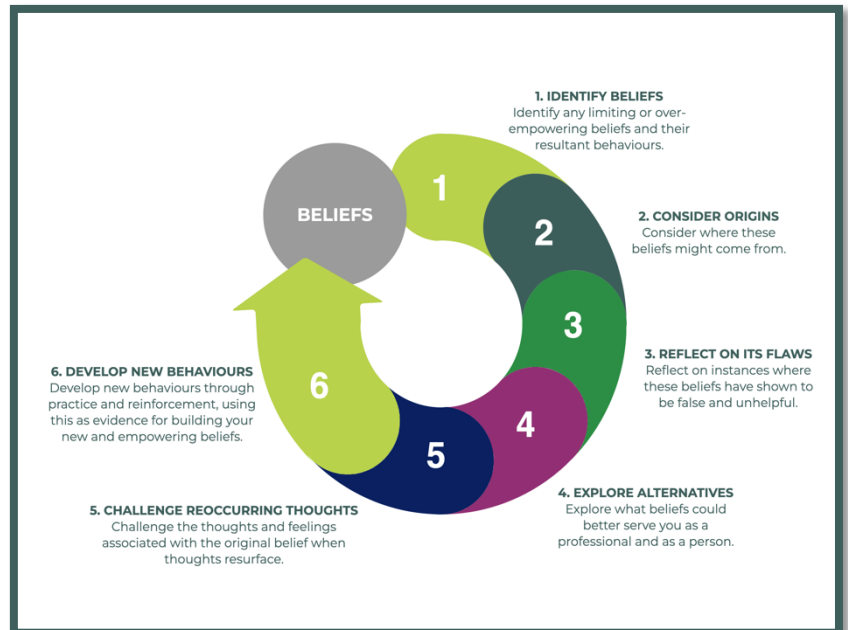 1. IDENTIFY BELIEFS
Identify any limiting or over-
empowering beliefs and their
resultant behaviours.
1
BELIEFS
2
2. CONSIDER ORIGINS
Consider where these
beliefs might come from.
3
3. REFLECT ON ITS FLAWS
Reflect on instances where
these beliefs have shown to
be false and unhelpful.
6. DEVELOP NEW BEHAVIOURS
Develop new behaviours through
practice and reinforcement, using
this as evidence for building your
new and empowering beliefs.
6
4
5
4. EXPLORE ALTERNATIVES
Explore what beliefs could
better serve you as a
professional and as a person.
5. CHALLENGE REOCCURRING THOUGHTS
Challenge the thoughts and feelings
associated with the original belief when
thoughts resurface.